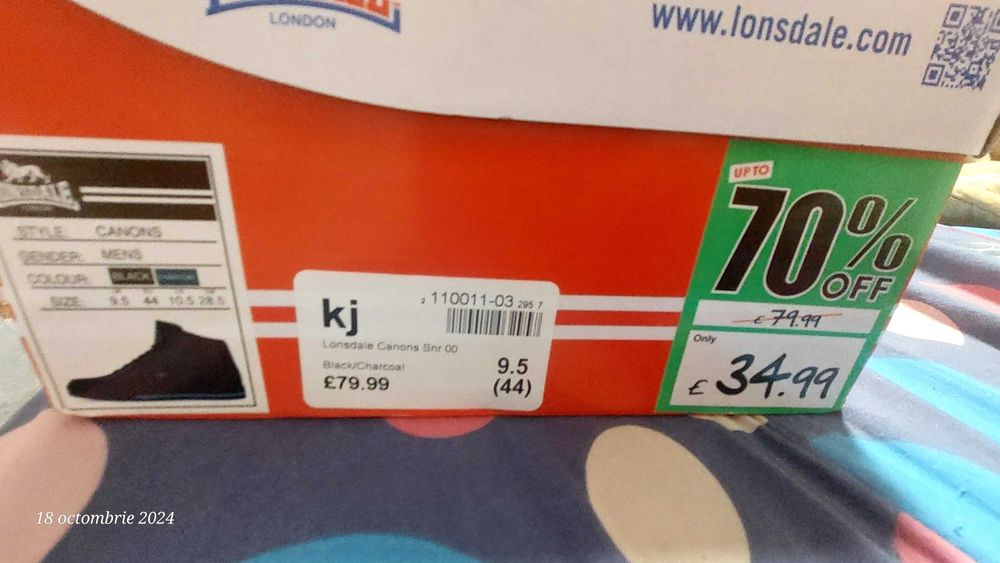 LONDON
www.lonsdale.com
STYLE: CANONS
GENDER: MENS
COLOUR: BLACK
SIZE: 9.5 44 10.5 28.5
kj
110011-03 295 7
Lonsdale Canons Snr 00
Black/Charcoal
£79.99
9.5
(44)
UP TO
70%
OFF
£79.99
Only
£34.99
18 octombrie 2024